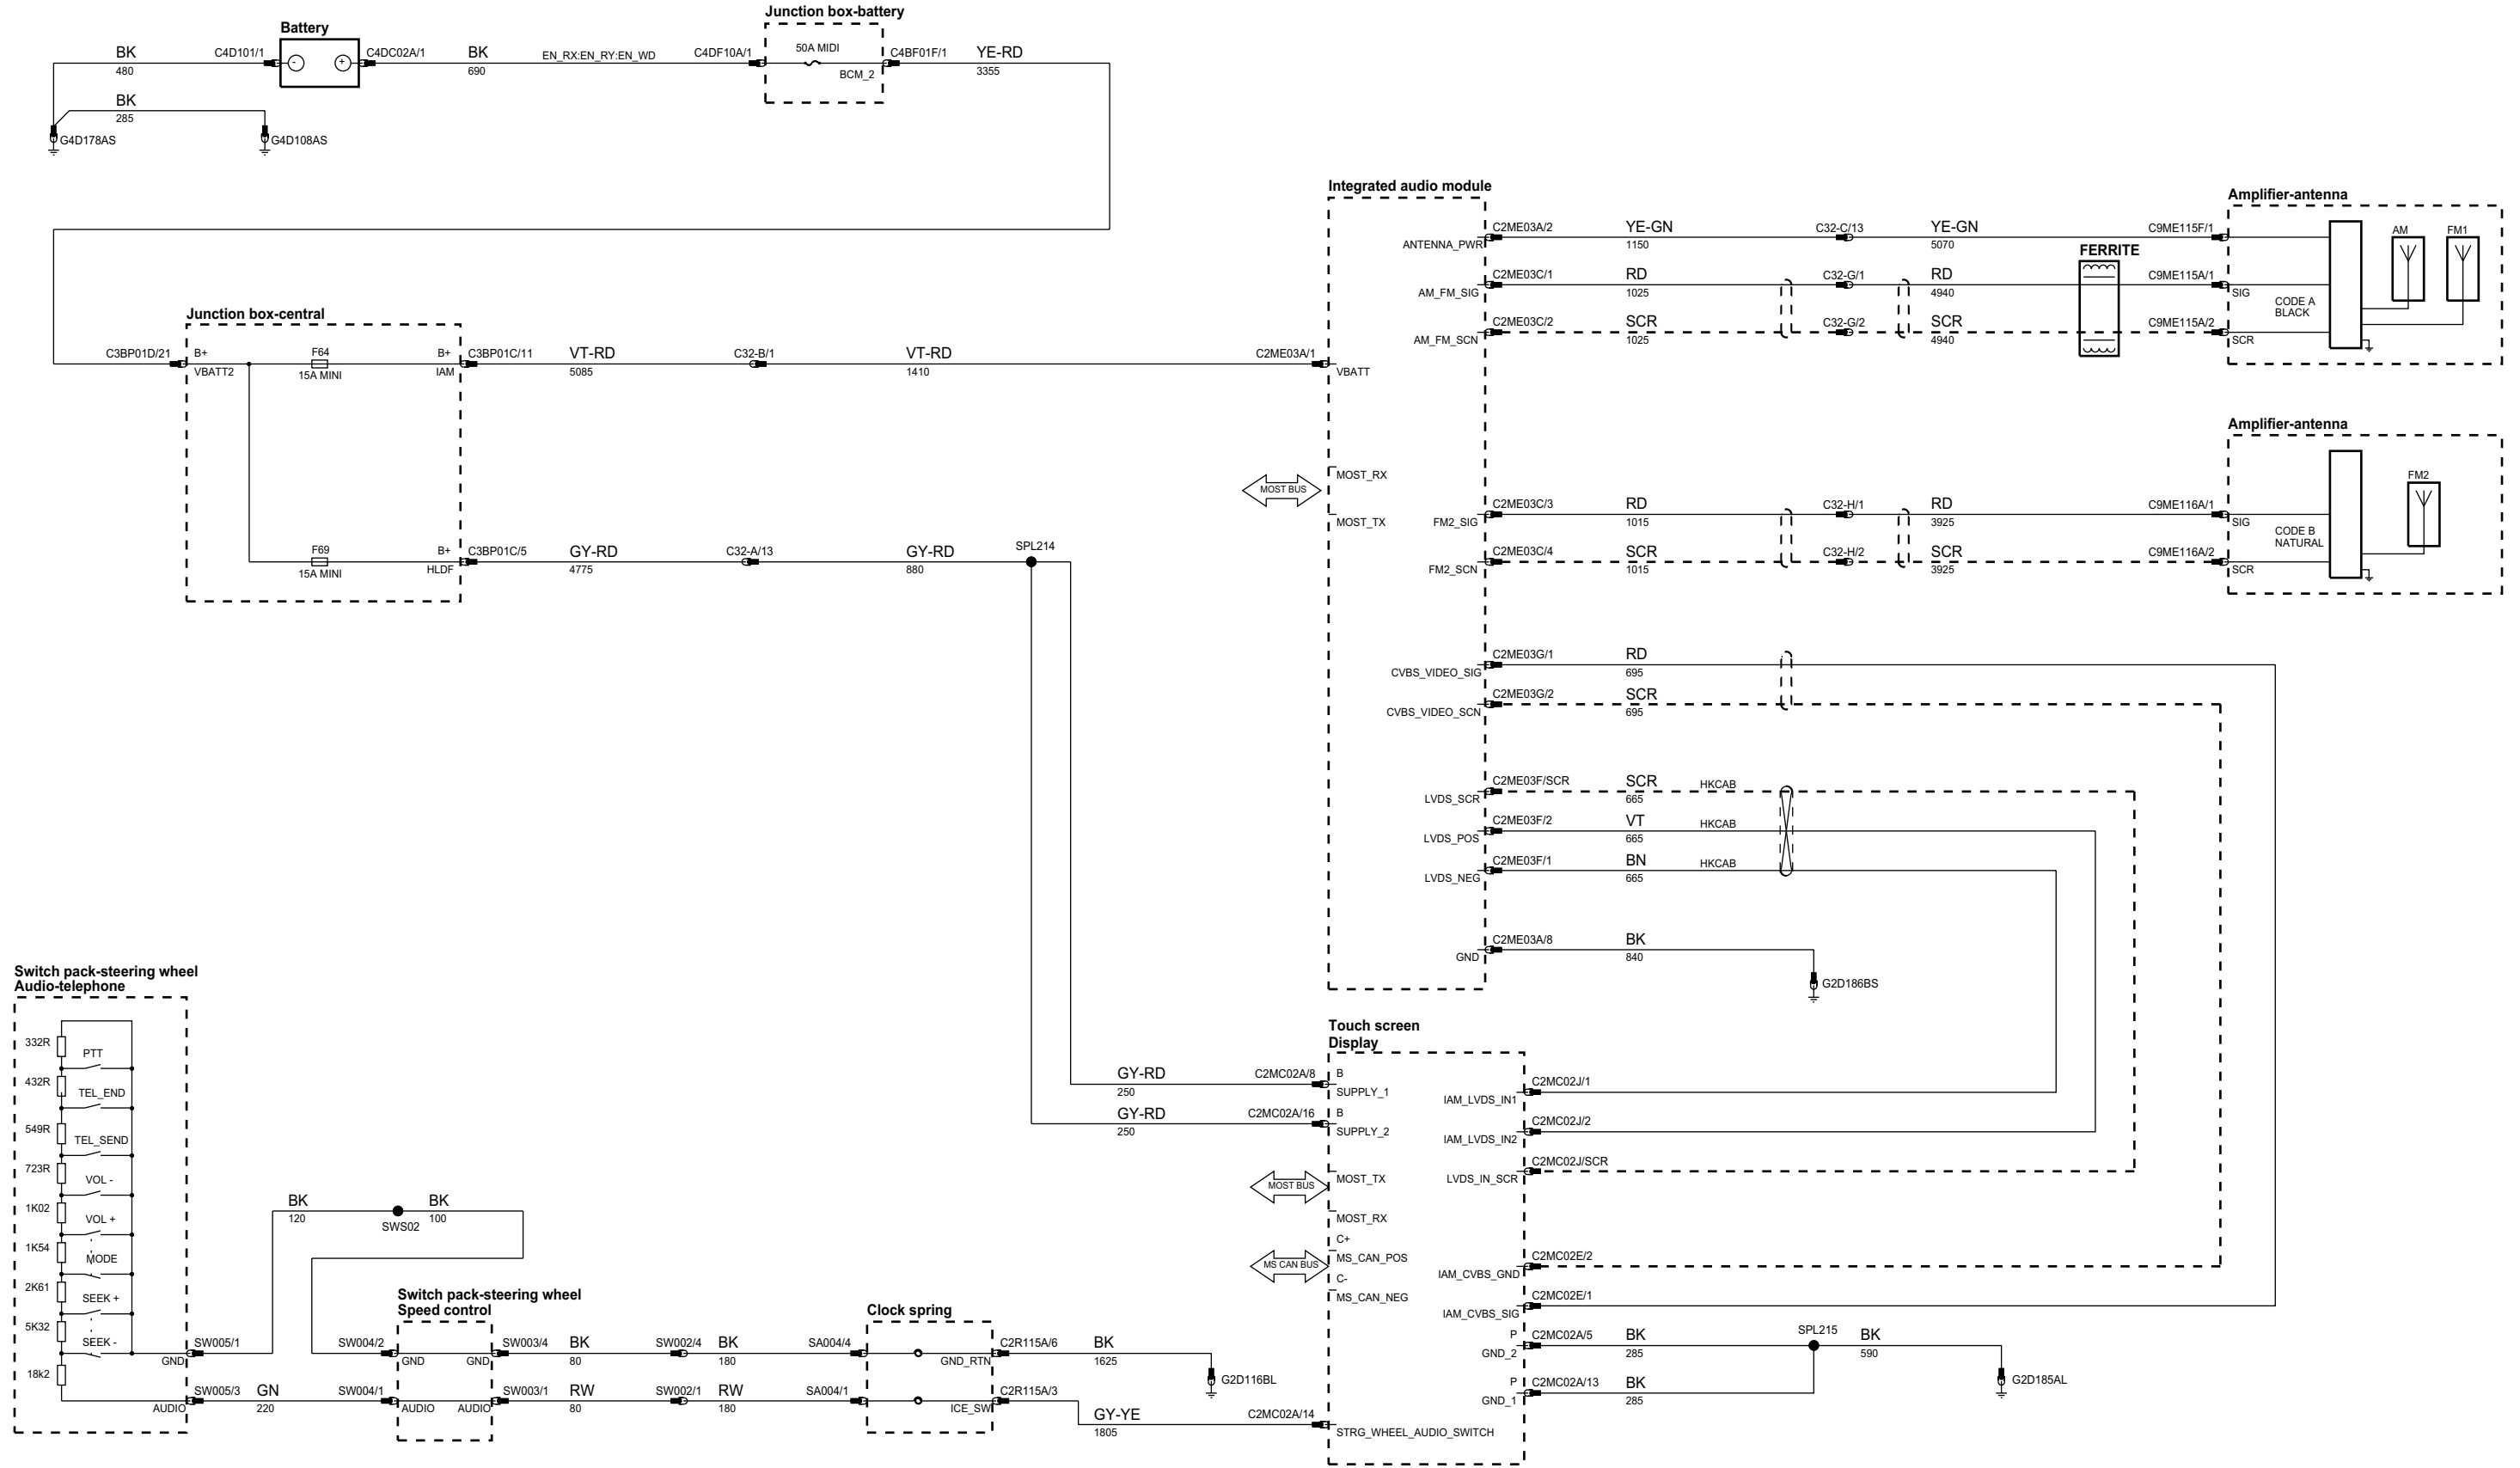 Battery
Junction box-battery
BK
480
C4D101/1
-
+
C4DC02A/1
BK
690
EN_RX:EN_RY:EN_WD
C4DF10A/1
50A MIDI
BCM_2
C4BF01F/1
YE-RD
3355
BK
285
G4D178AS
G4D108AS
Junction box-central
C3BP01D/21
B+
VBATT2
F64
15A MINI
B+
IAM
C3BP01C/11
VT-RD
5085
C32-B/1
VT-RD
1410
C2ME03A/1
F69
15A MINI
B+
HLDF
C3BP01C/5
GY-RD
4775
C32-A/13
GY-RD
880
SPL214
Integrated audio module
VBATT
MOST BUS
MOST_RX
MOST_TX
ANTENNA_PWR
C2ME03A/2
YE-GN
1150
C32-C/13
YE-GN
5070
C9ME115F/1
AM_FM_SIG
C2ME03C/1
RD
1025
C32-G/1
RD
4940
FERRITE
C9ME115A/1
AM_FM_SCN
C2ME03C/2
SCR
1025
C32-G/2
SCR
4940
C9ME115A/2
Amplifier-antenna
SIG
SCR
CODE A
BLACK
AM
FM1
FM2_SIG
C2ME03C/3
RD
1015
C32-H/1
RD
3925
C9ME116A/1
FM2_SCN
C2ME03C/4
SCR
1015
C32-H/2
SCR
3925
C9ME116A/2
Amplifier-antenna
SIG
SCR
CODE B
NATURAL
FM2
CVBS_VIDEO_SIG
C2ME03G/1
RD
695
CVBS_VIDEO_SCN
C2ME03G/2
SCR
695
LVDS_SCR
C2ME03F/SCR
SCR
665
HKCAB
LVDS_POS
C2ME03F/2
VT
665
HKCAB
LVDS_NEG
C2ME03F/1
BN
665
HKCAB
GND
C2ME03A/8
BK
840
G2D186BS
Switch pack-steering wheel
Audio-telephone
332R
PTT
432R
TEL_END
549R
TEL_SEND
723R
VOL -
1K02
VOL +
1K54
MODE
2K61
SEEK +
5K32
SEEK -
18k2
GND
SW005/1
BK
120
SWS02
BK
100
AUDIO
SW005/3
GN
220
Switch pack-steering wheel
Speed control
SW004/2
GND
GND
SW003/4
BK
80
SW002/4
BK
180
SA004/4
SW004/1
AUDIO
AUDIO
SW003/1
RW
80
SW002/1
RW
180
SA004/1
Clock spring
GND_RTN
C2R115A/6
BK
1625
G2D116BL
ICE_SW
C2R115A/3
GY-YE
1805
C2MC02A/14
Touch screen
Display
GY-RD
250
C2MC02A/8
B
SUPPLY_1
GY-RD
250
C2MC02A/16
B
SUPPLY_2
MOST BUS
MOST_TX
MOST_RX
C+
MS CAN BUS
MS_CAN_POS
C-
MS_CAN_NEG
STRG_WHEEL_AUDIO_SWITCH
IAM_LVDS_IN1
C2MC02J/1
IAM_LVDS_IN2
C2MC02J/2
LVDS_IN_SCR
C2MC02J/SCR
IAM_CVBS_GND
C2MC02E/2
IAM_CVBS_SIG
C2MC02E/1
P
GND_2
C2MC02A/5
BK
285
SPL215
BK
590
G2D185AL
P
GND_1
C2MC02A/13
BK
285